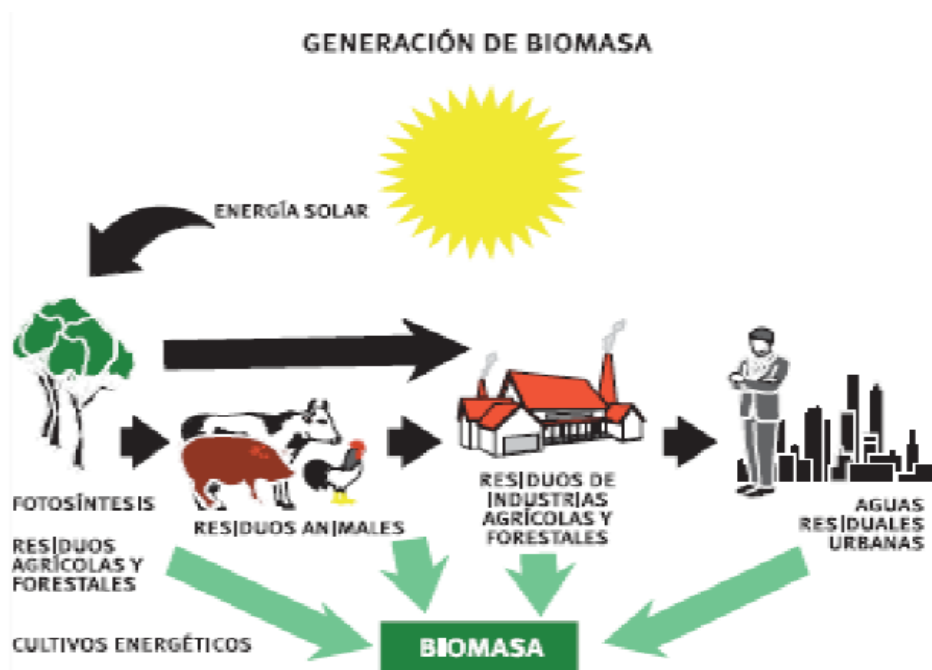 GENERACIÓN DE BIOMASA
ENERGÍA SOLAR
FOTOSÍNTESIS
RESIDUOS
AGRÍCOLAS Y
FORESTALES
CULTIVOS ENERGÉTICOS
RESIDUOS ANIMALES
RESIDUOS DE
INDUSTRIAS
AGRÍCOLAS Y
FORESTALES
AGUAS
RESIDUALES
URBANAS
BIOMASA